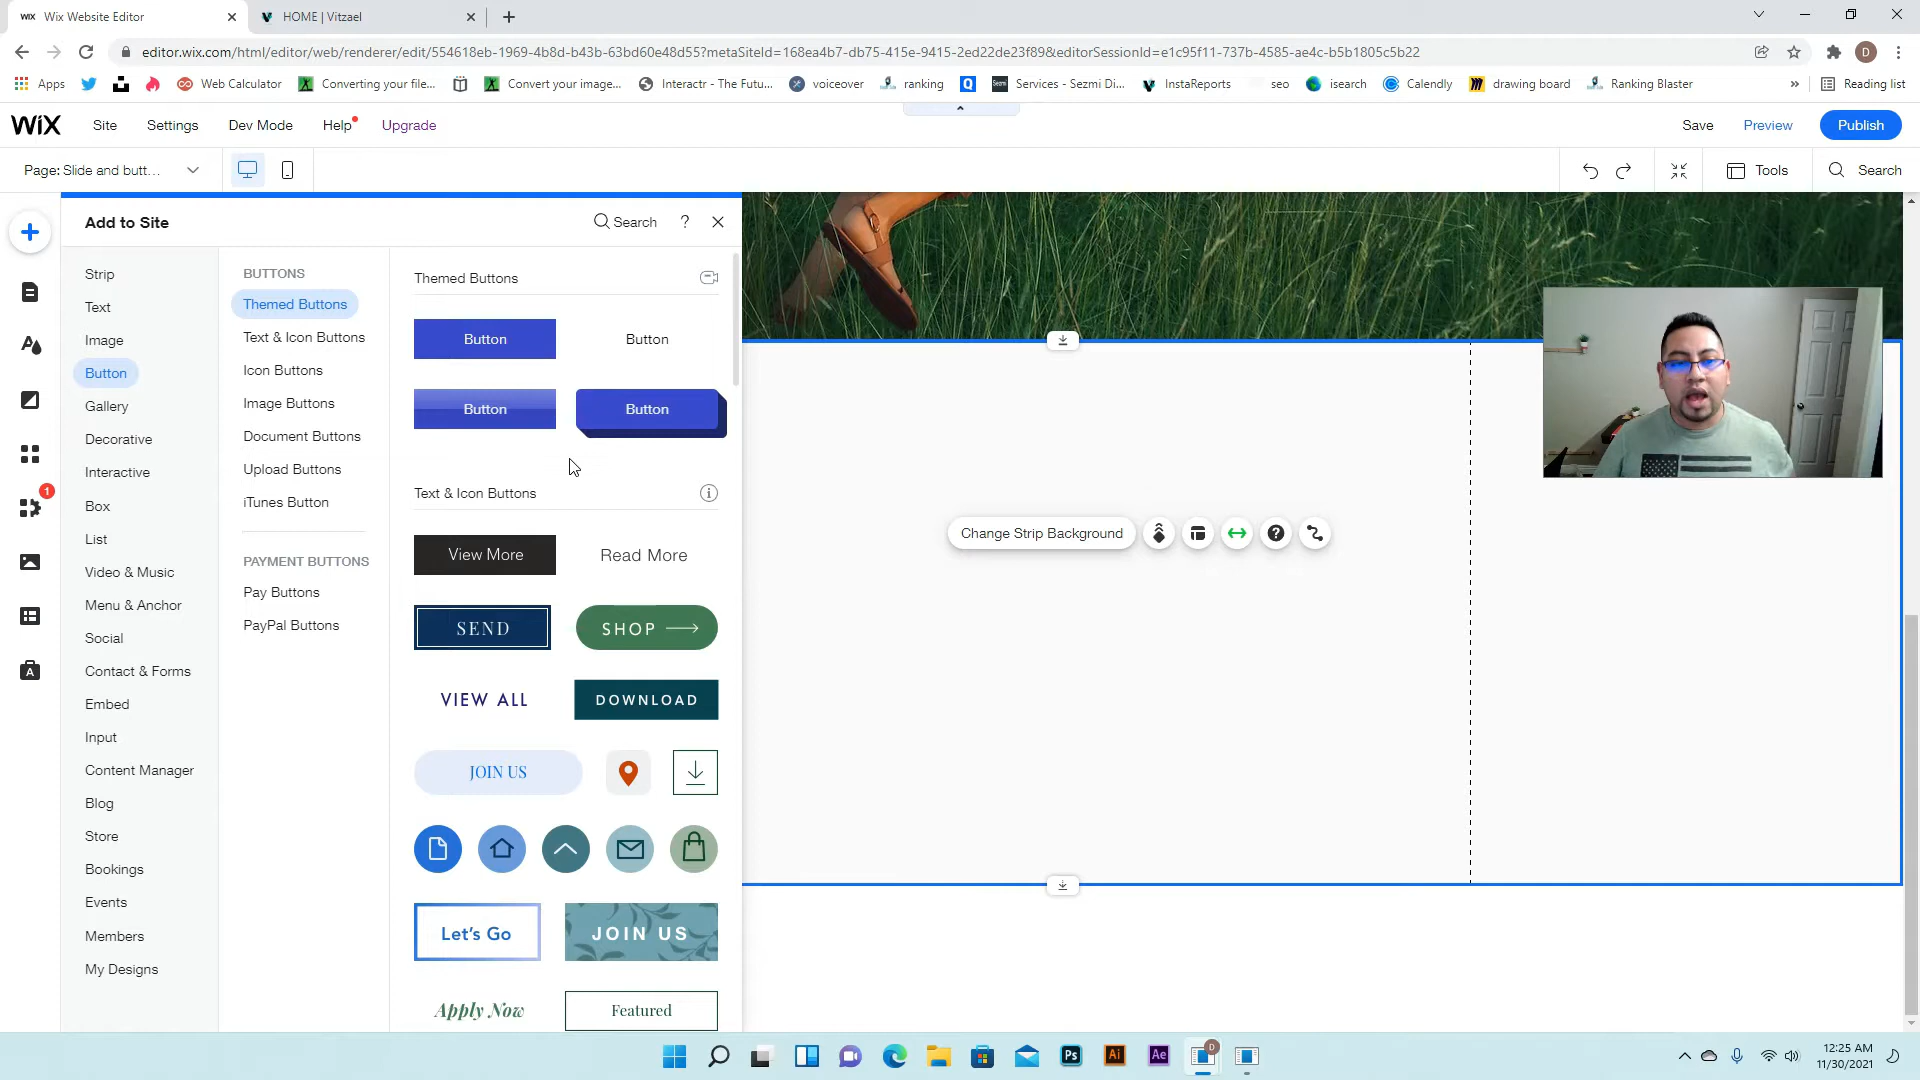 WiX Wix Website Editor
HOME | Vitzael
editor.wix.com/html/editor/web/renderer/edit/554618eb-1969-4b8d-b43b-63bd60e48d55?metaSiteId=168ea4b7-db75-415e-9415-2ed22de23f89&editorSessionId=e1c95f11-737b-4585-ae4c-b5b1805c5b22
D
Apps
Web Calculator
Converting your file...
Convert your image...
Interactr - The Futu...
voiceover
ranking
Services - Sezmi Di...
InstaReports
seo
isearch
Calendly
drawing board
Ranking Blaster
»
Reading list
WiX
Site
Settings
Dev Mode
Help
Upgrade
Save
Preview
Publish
Page: Slide and butt...
Tools
Search
Add to Site
Search
?
Strip
Text
Image
Button
Gallery
Decorative
Interactive
Box
List
Video & Music
Menu & Anchor
Social
Contact & Forms
Embed
Input
Content Manager
Blog
Store
Bookings
Events
Members
My Designs
1
BUTTONS
Themed Buttons
Text & Icon Buttons
Icon Buttons
Image Buttons
Document Buttons
Upload Buttons
iTunes Button
PAYMENT BUTTONS
Pay Buttons
PayPal Buttons
Themed Buttons
Button
Button
Button
Button
Text & Icon Buttons
View More
Read More
SEND
SHOP
VIEW ALL
DOWNLOAD
JOIN US
Let's Go
JOIN US
Apply Now
Featured
Change Strip Background
Ps
Ai
Ae
D
12:25 AM
11/30/2021